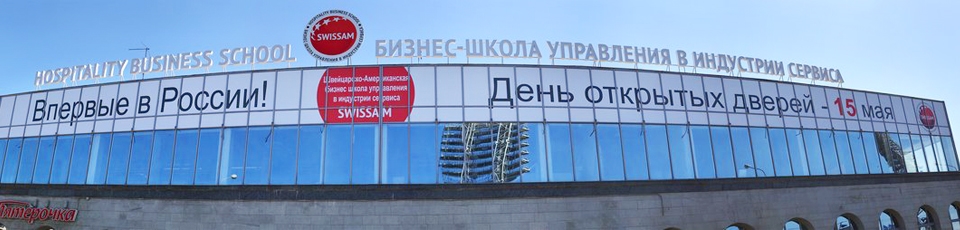 HOSPITALITY BUSINESS SCHOOL
SWISSAM
БИЗНЕС-ШКОЛА УПРАВЛЕНИЯ В ИНДУСТРИИ СЕРВИСА
Впервые в России!
Швейцарско-Американская
бизнес школа управления
в индустрии сервиса
SWISSAM
День открытых дверей - 15 мая
Пятёрочка